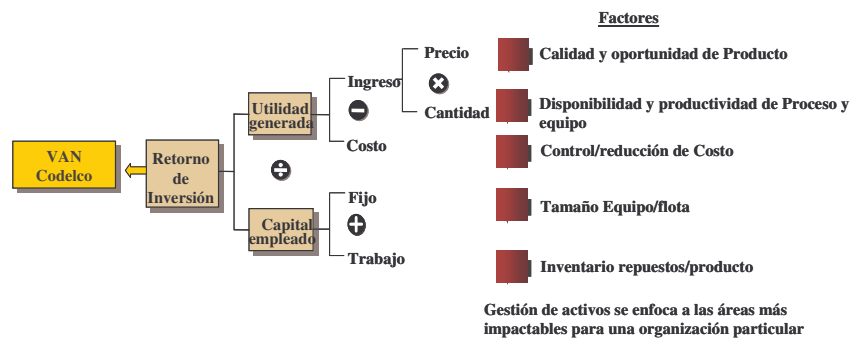 Factores
Precio
Calidad y oportunidad de Producto
Ingreso
Utilidad
generada
Cantidad
Disponibilidad y productividad de Proceso y
equipo
Costo
Control/reducción de Costo
VAN
Codelco
Retorno
de
Inversión
Fijo
Tamaño Equipo/flota
Capital
empleado
Trabajo
Inventario repuestos/producto
Gestión de activos se enfoca a las áreas más
impactables para una organización particular